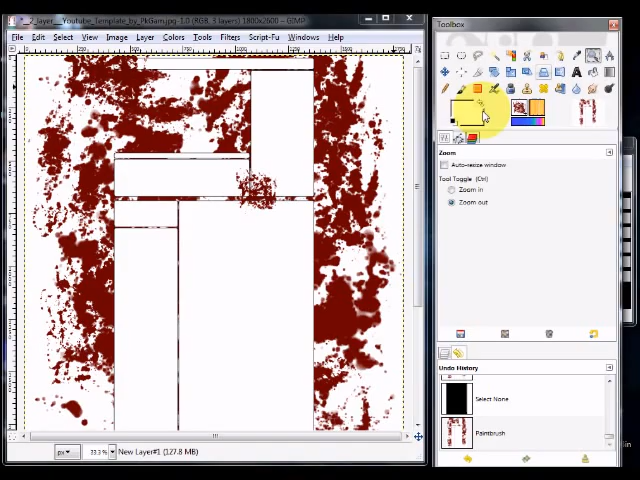 *__2_layer__Youtube_Template_by_PkGam.jpg-1.0 (RGB, 3 layers) 1800x2600 – GIMP
File Edit Select View Image Layer Colors Tools Filters Script-Fu Windows Help
px 33.3% New Layer#1 (127.8 MB)
Toolbox
Zoom
Auto-resize window
Tool Toggle (Ctrl)
Zoom in
Zoom out
Undo History
Select None
Paintbrush